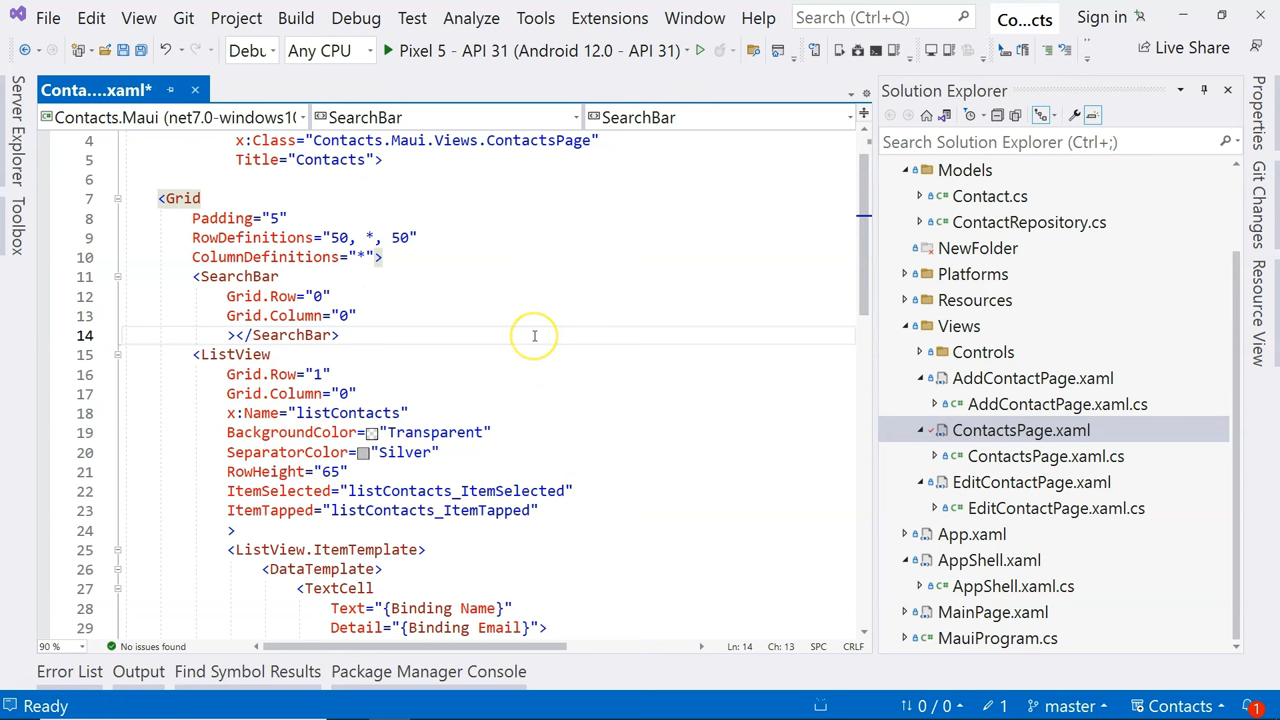 File Edit View Git Project Build Debug Test Analyze Tools Extensions Window Help Search (Ctrl+Q) Co...cts Sign in
Debu Any CPU Pixel 5 - API 31 (Android 12.0 - API 31) Live Share
Conta....xaml*
Contacts.Maui (net7.0-windows10 SearchBar SearchBar
4 x:Class="Contacts.Maui.Views.ContactsPage"
5 Title="Contacts">
6
7 <Grid
8 Padding="5"
9 RowDefinitions="50, *, 50"
10 ColumnDefinitions="*">
11 <SearchBar
12 Grid.Row="0"
13 Grid.Column="0"
14 ></SearchBar>
15 <ListView
16 Grid.Row="1"
17 Grid.Column="0"
18 x:Name="listContacts"
19 BackgroundColor="Transparent"
20 SeparatorColor="Silver"
21 RowHeight="65"
22 ItemSelected="listContacts_ItemSelected"
23 ItemTapped="listContacts_ItemTapped"
24 >
25 <ListView.ItemTemplate>
26 <DataTemplate>
27 <TextCell
28 Text="{Binding Name}"
29 Detail="{Binding Email}">
90 % No issues found Ln: 14 Ch: 13 SPC CRLF
Server Explorer
Toolbox
Solution Explorer
Search Solution Explorer (Ctrl+;)
Models
C# Contact.cs
C# ContactRepository.cs
NewFolder
Platforms
Resources
Views
Controls
AddContactPage.xaml
C# AddContactPage.xaml.cs
ContactsPage.xaml
C# ContactsPage.xaml.cs
EditContactPage.xaml
C# EditContactPage.xaml.cs
App.xaml
AppShell.xaml
C# AppShell.xaml.cs
MainPage.xaml
C# MauiProgram.cs
Properties
Git Changes
Resource View
Error List Output Find Symbol Results Package Manager Console
Ready 0 / 0 1 master Contacts 1